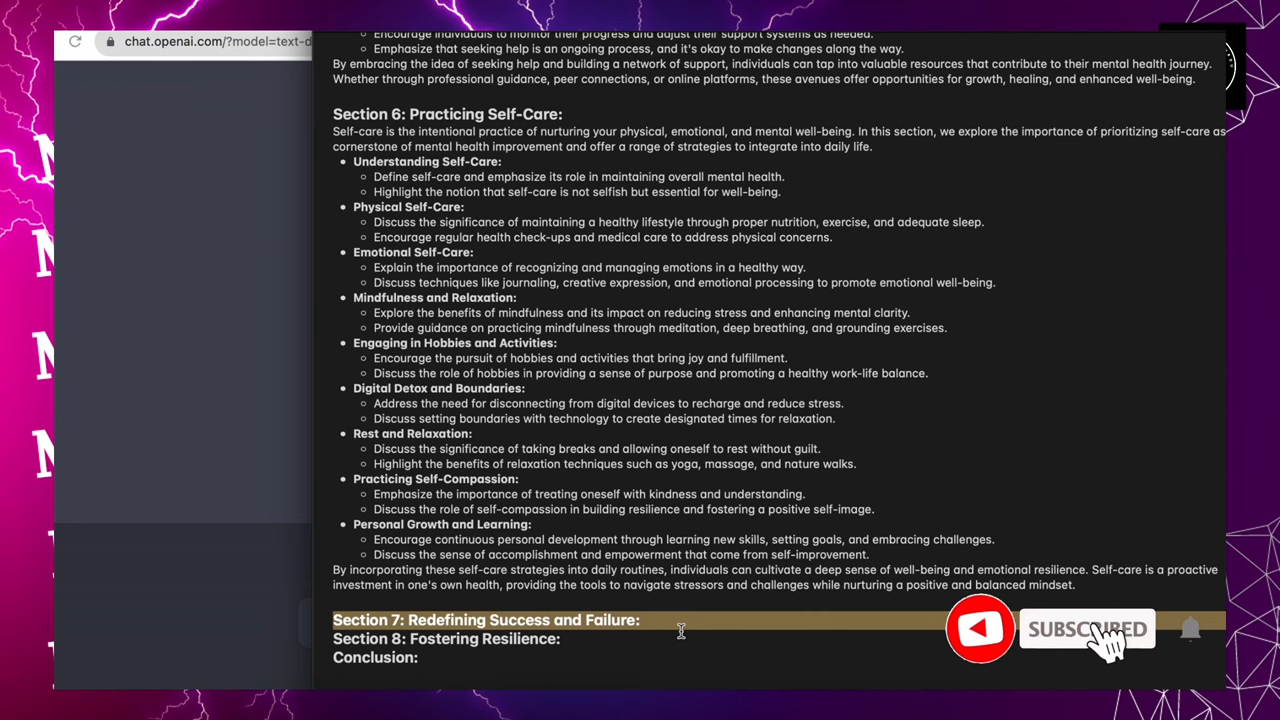 chat.openai.com/?model=text-d
Encourage individuals to monitor their progress and adjust their support systems as needed.
Emphasize that seeking help is an ongoing process, and it's okay to make changes along the way.
By embracing the idea of seeking help and building a network of support, individuals can tap into valuable resources that contribute to their mental health journey.
Whether through professional guidance, peer connections, or online platforms, these avenues offer opportunities for growth, healing, and enhanced well-being.
Section 6: Practicing Self-Care:
Self-care is the intentional practice of nurturing your physical, emotional, and mental well-being. In this section, we explore the importance of prioritizing self-care as
cornerstone of mental health improvement and offer a range of strategies to integrate into daily life.
• Understanding Self-Care:
○ Define self-care and emphasize its role in maintaining overall mental health.
○ Highlight the notion that self-care is not selfish but essential for well-being.
• Physical Self-Care:
○ Discuss the significance of maintaining a healthy lifestyle through proper nutrition, exercise, and adequate sleep.
○ Encourage regular health check-ups and medical care to address physical concerns.
• Emotional Self-Care:
○ Explain the importance of recognizing and managing emotions in a healthy way.
○ Discuss techniques like journaling, creative expression, and emotional processing to promote emotional well-being.
• Mindfulness and Relaxation:
○ Explore the benefits of mindfulness and its impact on reducing stress and enhancing mental clarity.
○ Provide guidance on practicing mindfulness through meditation, deep breathing, and grounding exercises.
• Engaging in Hobbies and Activities:
○ Encourage the pursuit of hobbies and activities that bring joy and fulfillment.
○ Discuss the role of hobbies in providing a sense of purpose and promoting a healthy work-life balance.
• Digital Detox and Boundaries:
○ Address the need for disconnecting from digital devices to recharge and reduce stress.
○ Discuss setting boundaries with technology to create designated times for relaxation.
• Rest and Relaxation:
○ Discuss the significance of taking breaks and allowing oneself to rest without guilt.
○ Highlight the benefits of relaxation techniques such as yoga, massage, and nature walks.
• Practicing Self-Compassion:
○ Emphasize the importance of treating oneself with kindness and understanding.
○ Discuss the role of self-compassion in building resilience and fostering a positive self-image.
• Personal Growth and Learning:
○ Encourage continuous personal development through learning new skills, setting goals, and embracing challenges.
○ Discuss the sense of accomplishment and empowerment that come from self-improvement.
By incorporating these self-care strategies into daily routines, individuals can cultivate a deep sense of well-being and emotional resilience. Self-care is a proactive
investment in one's own health, providing the tools to navigate stressors and challenges while nurturing a positive and balanced mindset.
Section 7: Redefining Success and Failure:
Section 8: Fostering Resilience:
Conclusion:
SUBSCRIBED